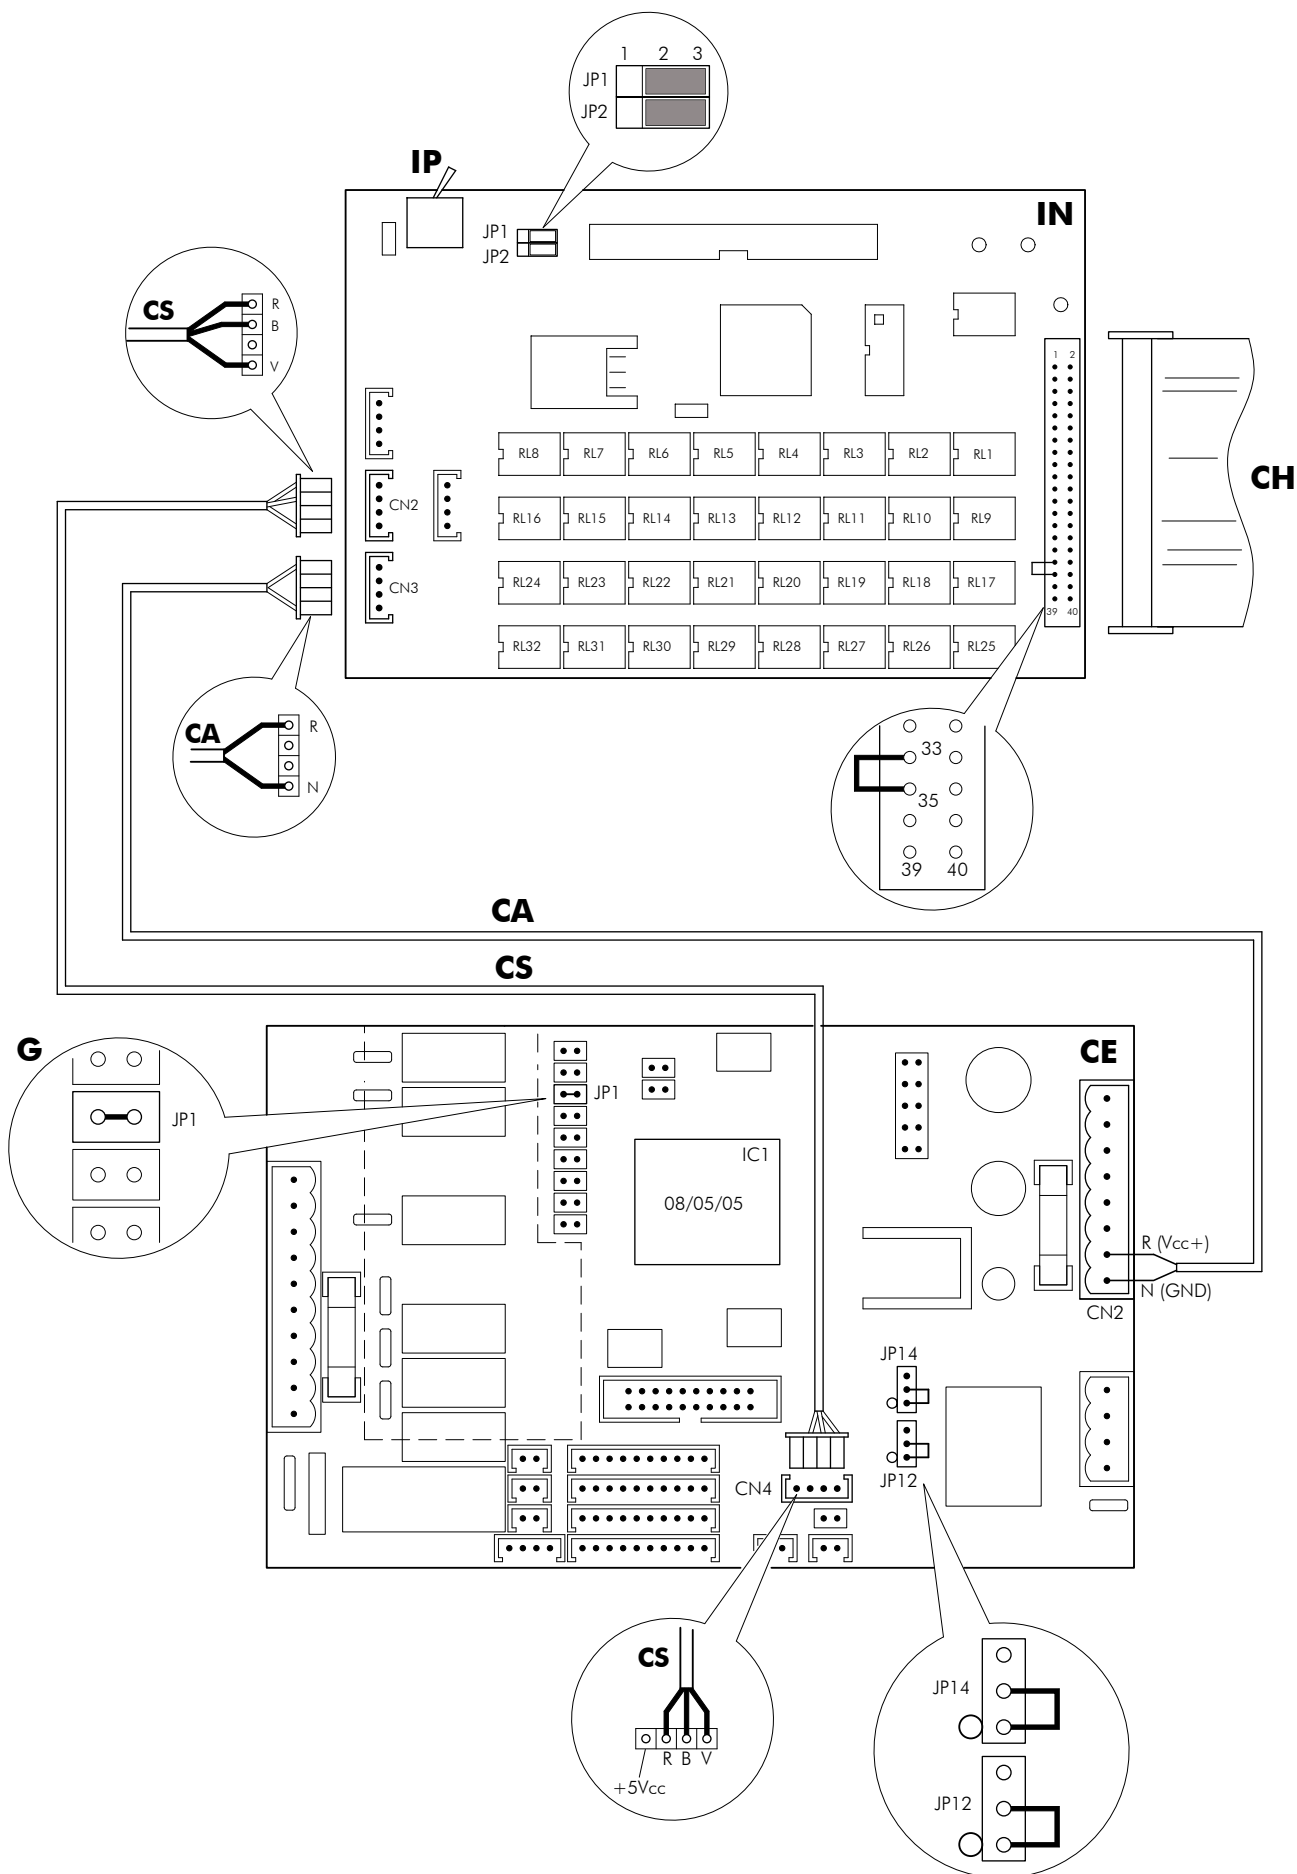 1 2 3
JP1
JP2
IP
IN
JP1
JP2
CS
R
B
V
1 2
CH
RL8 RL7 RL6 RL5 RL4 RL3 RL2 RL1
CN2
RL16 RL15 RL14 RL13 RL12 RL11 RL10 RL9
CN3
RL24 RL23 RL22 RL21 RL20 RL19 RL18 RL17
39 40
RL32 RL31 RL30 RL29 RL28 RL27 RL26 RL25
CA
R
N
33
35
39 40
CA
CS
G
CE
JP1
JP1
IC1
08/05/05
R (Vcc+)
N (GND)
CN2
JP14
JP12
CN4
CS
R B V
+5Vcc
JP14
JP12